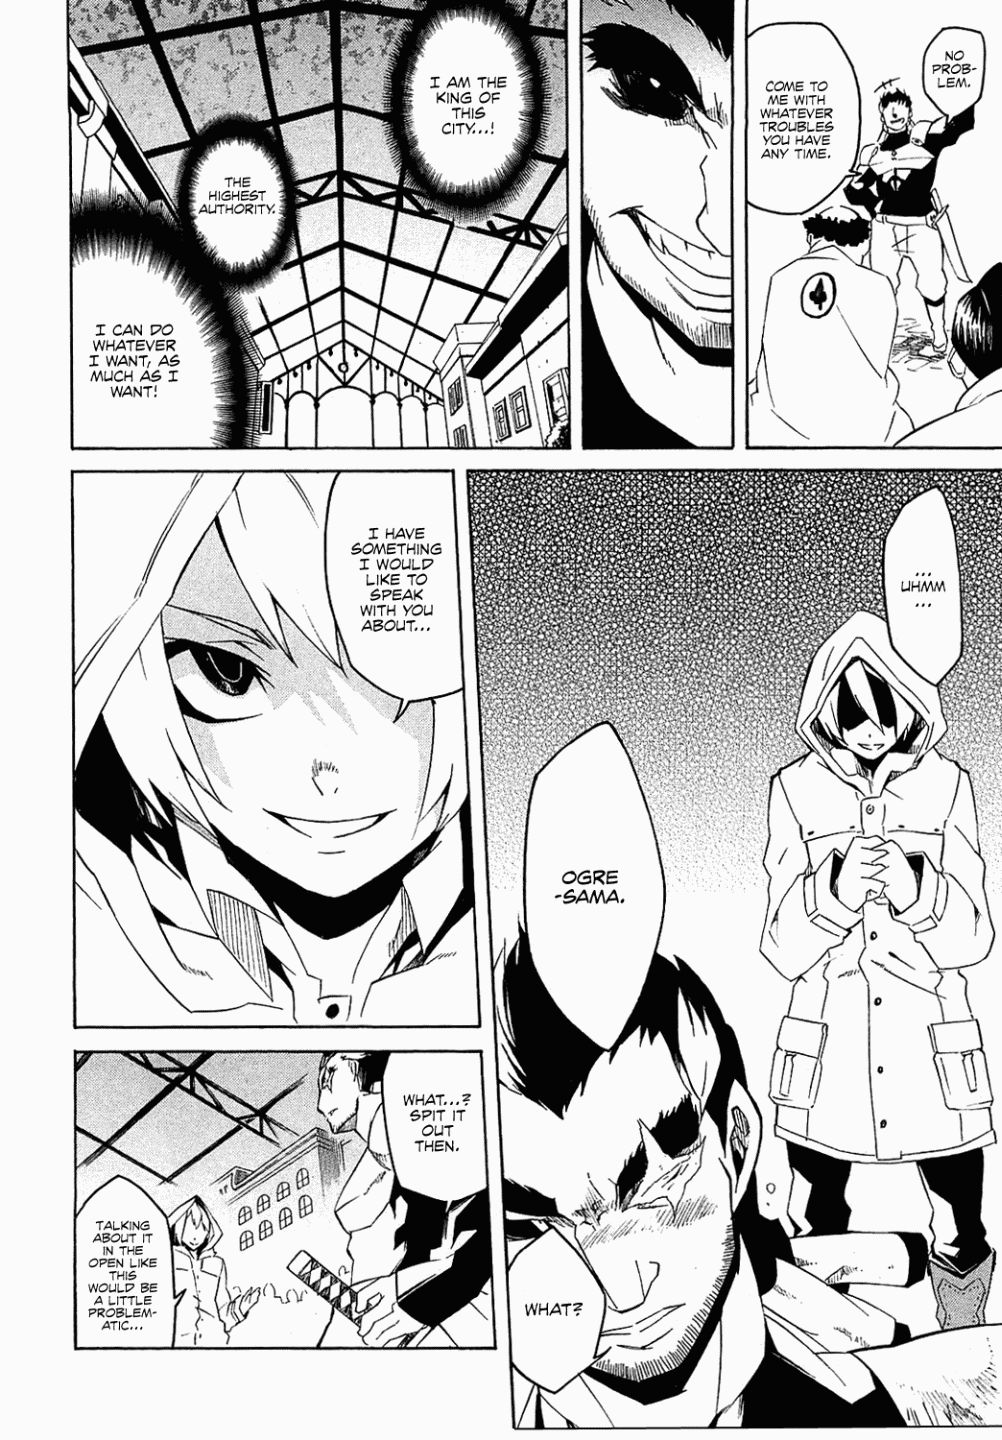 NO
PROB-
LEM.
COME TO
ME WITH
WHATEVER
TROUBLES
YOU HAVE
ANY TIME.
I AM THE
KING OF
THIS
CITY...!
THE
HIGHEST
AUTHORITY.
I CAN DO
WHATEVER
I WANT, AS
MUCH AS I
WANT!
...
UHMM
...
OGRE
-SAMA.
WHAT?
I HAVE
SOMETHING
I WOULD
LIKE TO
SPEAK
WITH YOU
ABOUT...
WHAT...?
SPIT IT
OUT
THEN.
TALKING
ABOUT IT
IN THE
OPEN LIKE
THIS
WOULD BE
A LITTLE
PROBLEM-
ATIC...